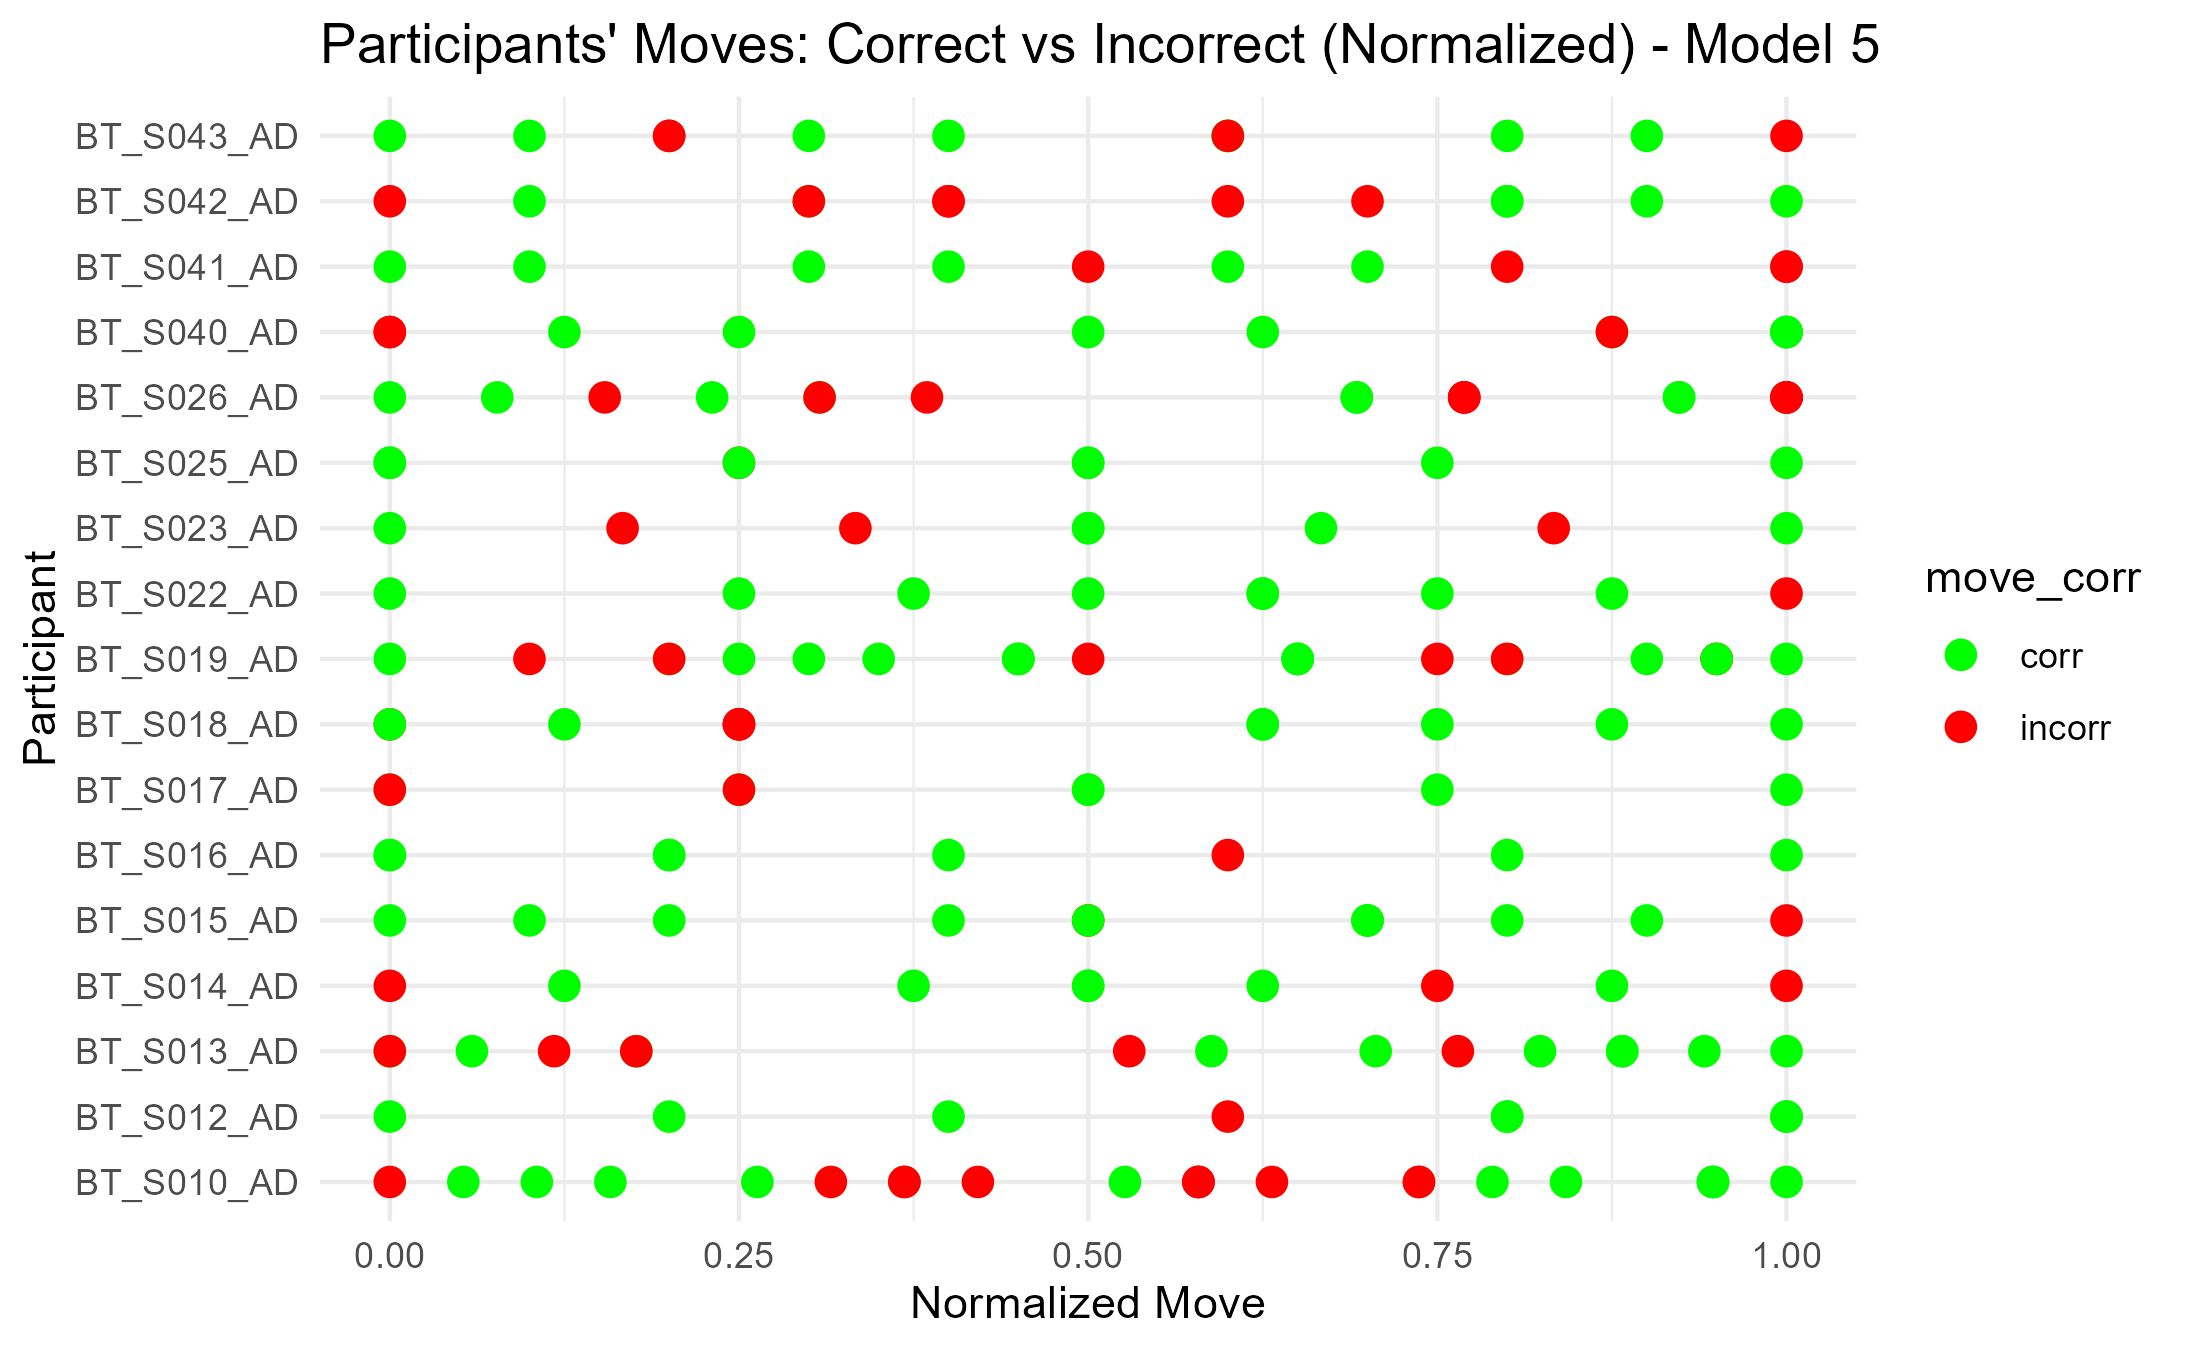 Participants' Moves: Correct vs Incorrect (Normalized) - Model 5
Participant
BT_S043_AD
BT_S042_AD
BT_S041_AD
BT_S040_AD
BT_S026_AD
BT_S025_AD
BT_S023_AD
BT_S022_AD
BT_S019_AD
BT_S018_AD
BT_S017_AD
BT_S016_AD
BT_S015_AD
BT_S014_AD
BT_S013_AD
BT_S012_AD
BT_S010_AD
0.00 0.25 0.50 0.75 1.00
Normalized Move
move_corr
corr
incorr